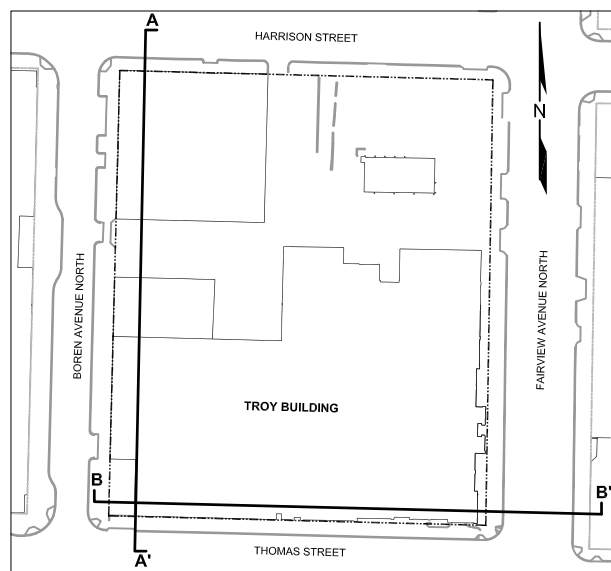 A
HARRISON STREET
N
BOREN AVENUE NORTH
FAIRVIEW AVENUE NORTH
TROY BUILDING
B
B'
THOMAS STREET
A'